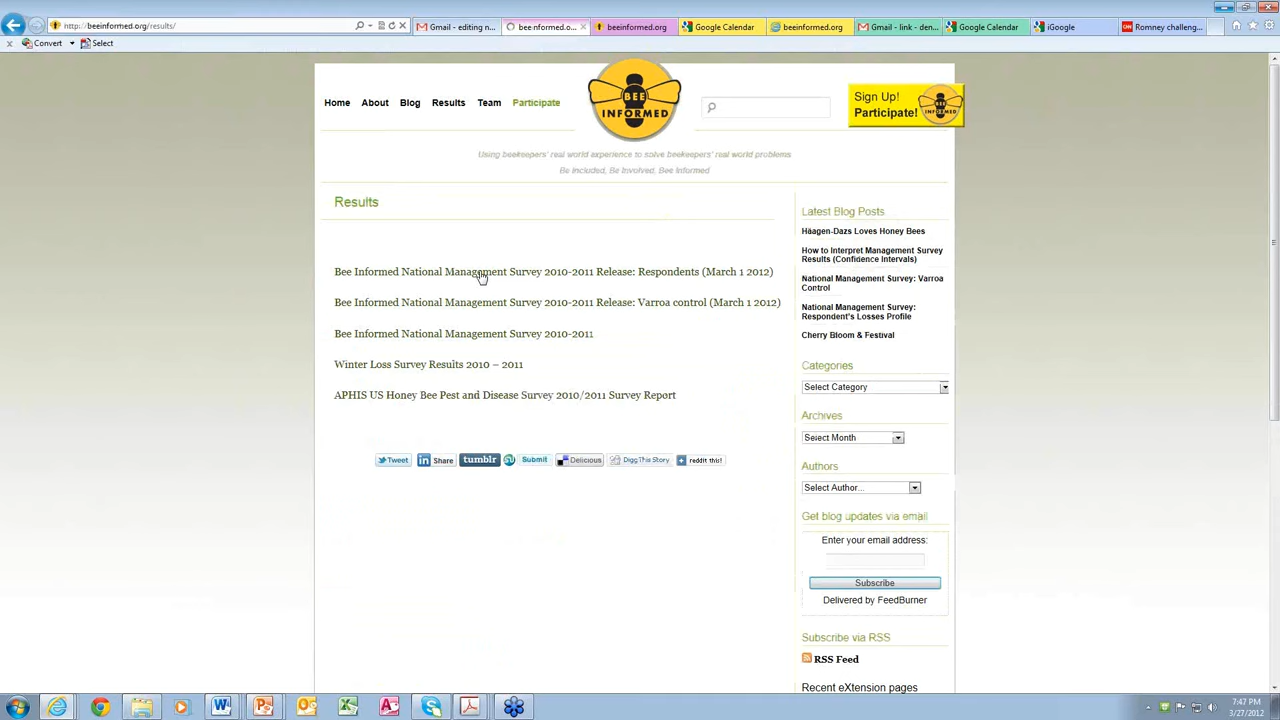 http://beeinformed.org/results/
Gmail - editing n...
bee nformed.o...
beeinformed.org
Google Calendar
beeinformed.org
Gmail - link - den...
Google Calendar
iGoogle
Romney challeng...
Convert
Select
Home
About
Blog
Results
Team
Participate
BEE
INFORMED
Sign Up!
Participate!
Using beekeepers' real world experience to solve beekeepers' real world problems
Be Included, Be Involved, Bee Informed
Results
Bee Informed National Management Survey 2010-2011 Release: Respondents (March 1 2012)
Bee Informed National Management Survey 2010-2011 Release: Varroa control (March 1 2012)
Bee Informed National Management Survey 2010-2011
Winter Loss Survey Results 2010 – 2011
APHIS US Honey Bee Pest and Disease Survey 2010/2011 Survey Report
Tweet
Share
tumblr
Submit
Delicious
Digg This Story
reddit this!
Latest Blog Posts
Häagen-Dazs Loves Honey Bees
How to Interpret Management Survey
Results (Confidence Intervals)
National Management Survey: Varroa
Control
National Management Survey:
Respondent's Losses Profile
Cherry Bloom & Festival
Categories
Select Category
Archives
Select Month
Authors
Select Author...
Get blog updates via email
Enter your email address:
Subscribe
Delivered by FeedBurner
Subscribe via RSS
RSS Feed
Recent eXtension pages
7:47 PM
3/27/2012